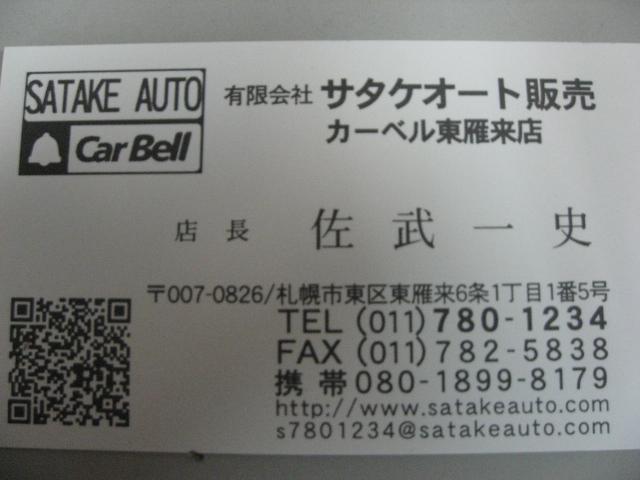 SATAKE AUTO
Car Bell
有限会社 サタケオート販売
カーベル東雁来店
店長 佐武一史
〒007-0826/札幌市東区東雁来6条1丁目1番5号
TEL (011)780-1234
FAX (011)782-5838
携帯 080-1899-8179
http://www.satakeauto.com
s7801234@satakeauto.com